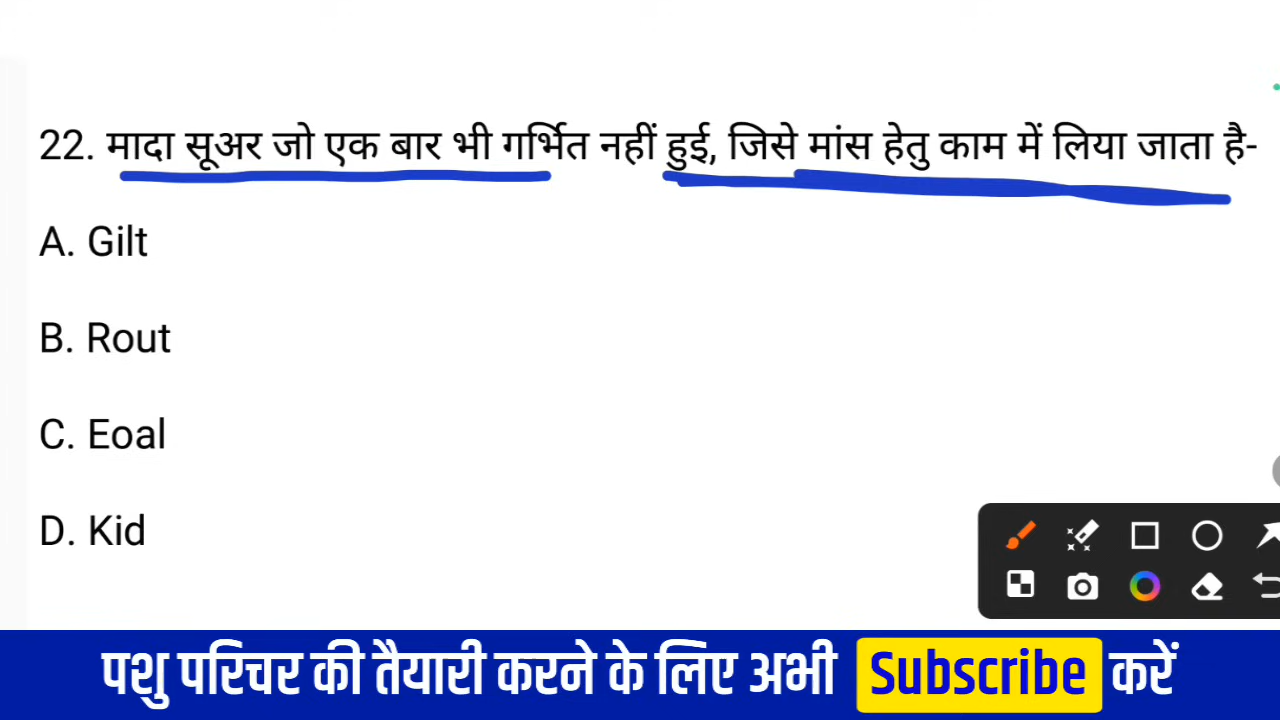 22. मादा सूअर जो एक बार भी गर्भित नहीं हुई, जिसे मांस हेतु काम में लिया जाता है-
A. Gilt
B. Rout
C. Eoal
D. Kid
पशु परिचर की तैयारी करने के लिए अभी Subscribe करें